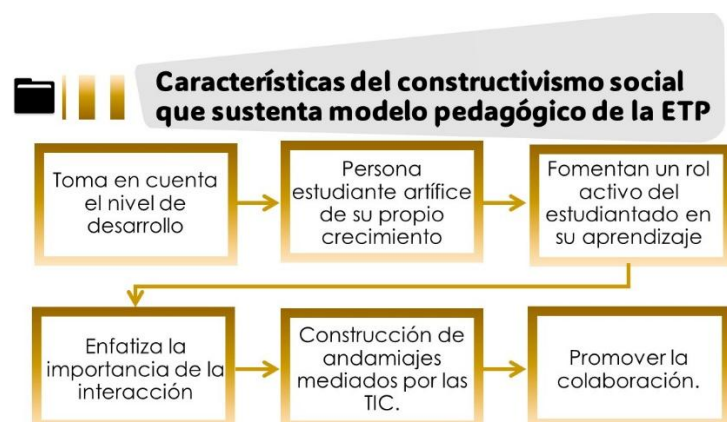 Características del constructivismo social
que sustenta modelo pedagógico de la ETP
Toma en cuenta
el nivel de
desarrollo
Persona
estudiante artífice
de su propio
crecimiento
Fomentan un rol
activo del
estudiantado en
su aprendizaje
Enfatiza la
importancia de la
interacción
Construcción de
andamiajes
mediados por las
TIC.
Promover la
colaboración.